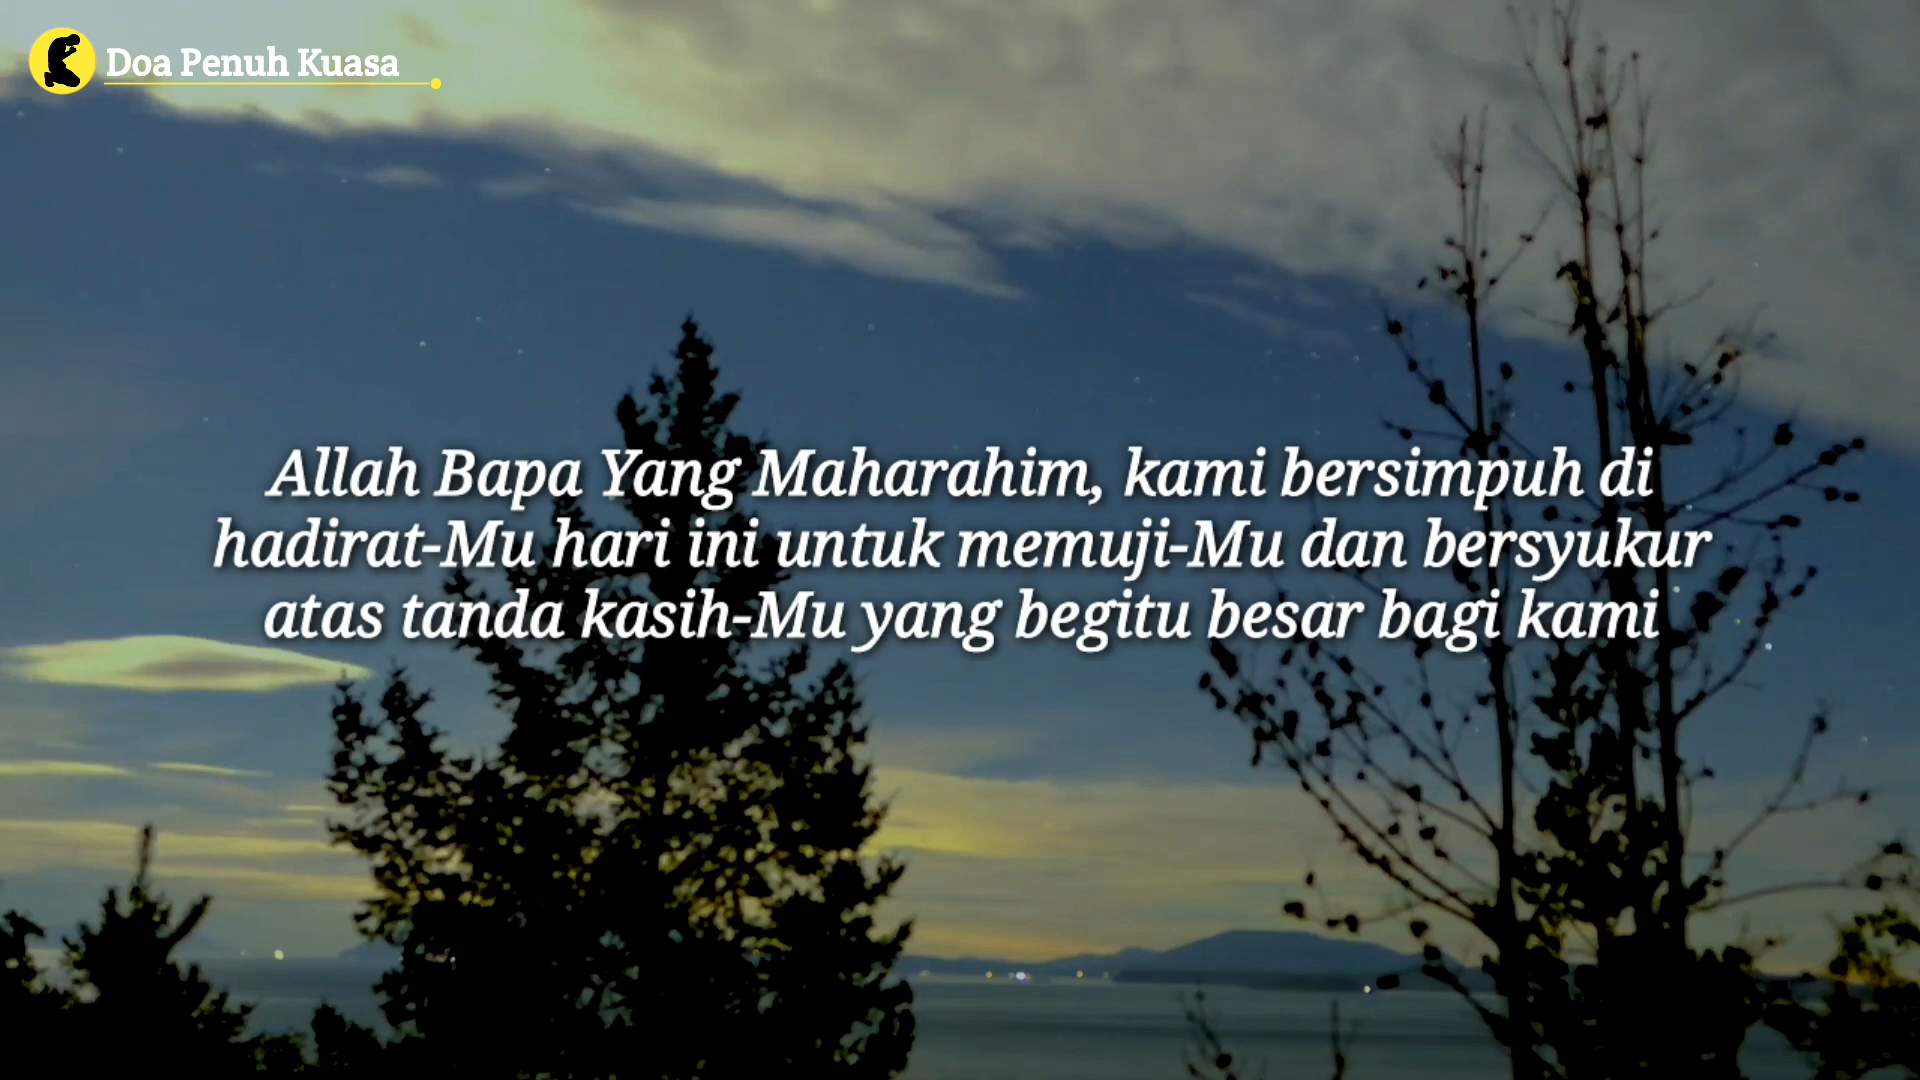 Doa Penuh Kuasa
Allah Bapa Yang Maharahim, kami bersimpuh di
hadirat-Mu hari ini untuk memuji-Mu dan bersyukur
atas tanda kasih-Mu yang begitu besar bagi kami